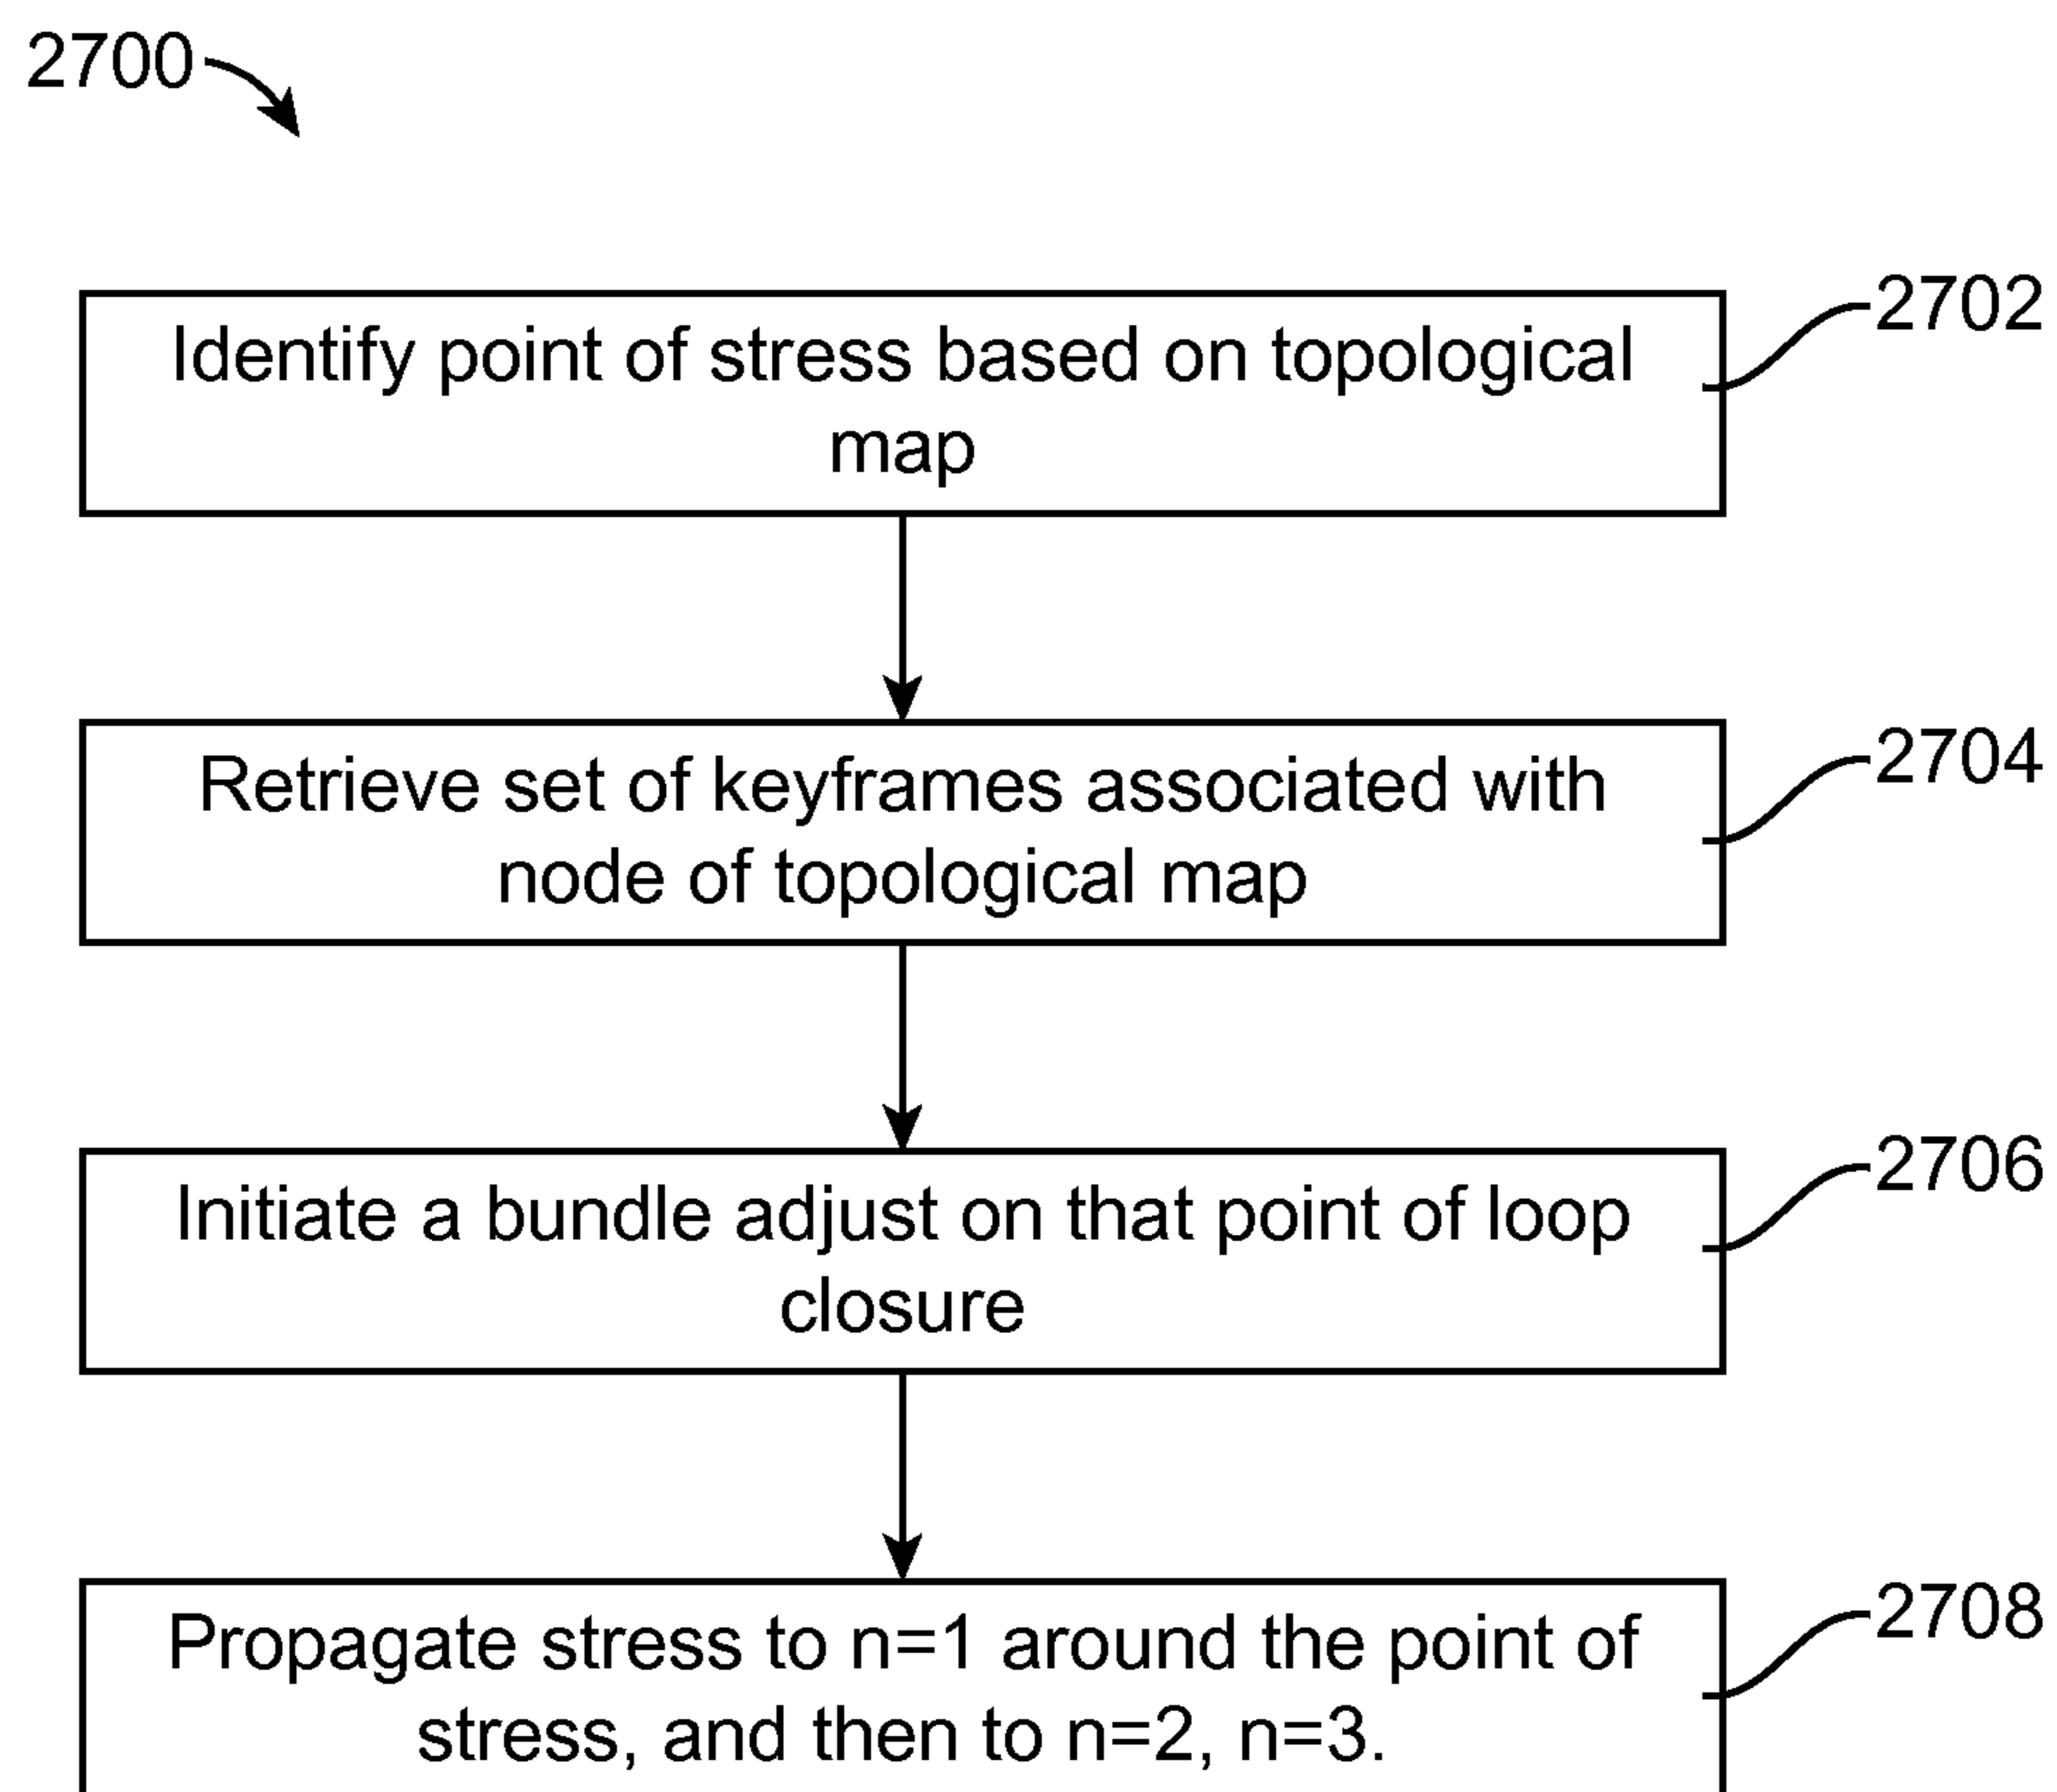 2700
Identify point of stress based on topological
map
2702
Retrieve set of keyframes associated with
node of topological map
2704
Initiate a bundle adjust on that point of loop
closure
2706
Propagate stress to n=1 around the point of
stress, and then to n=2, n=3.
2708